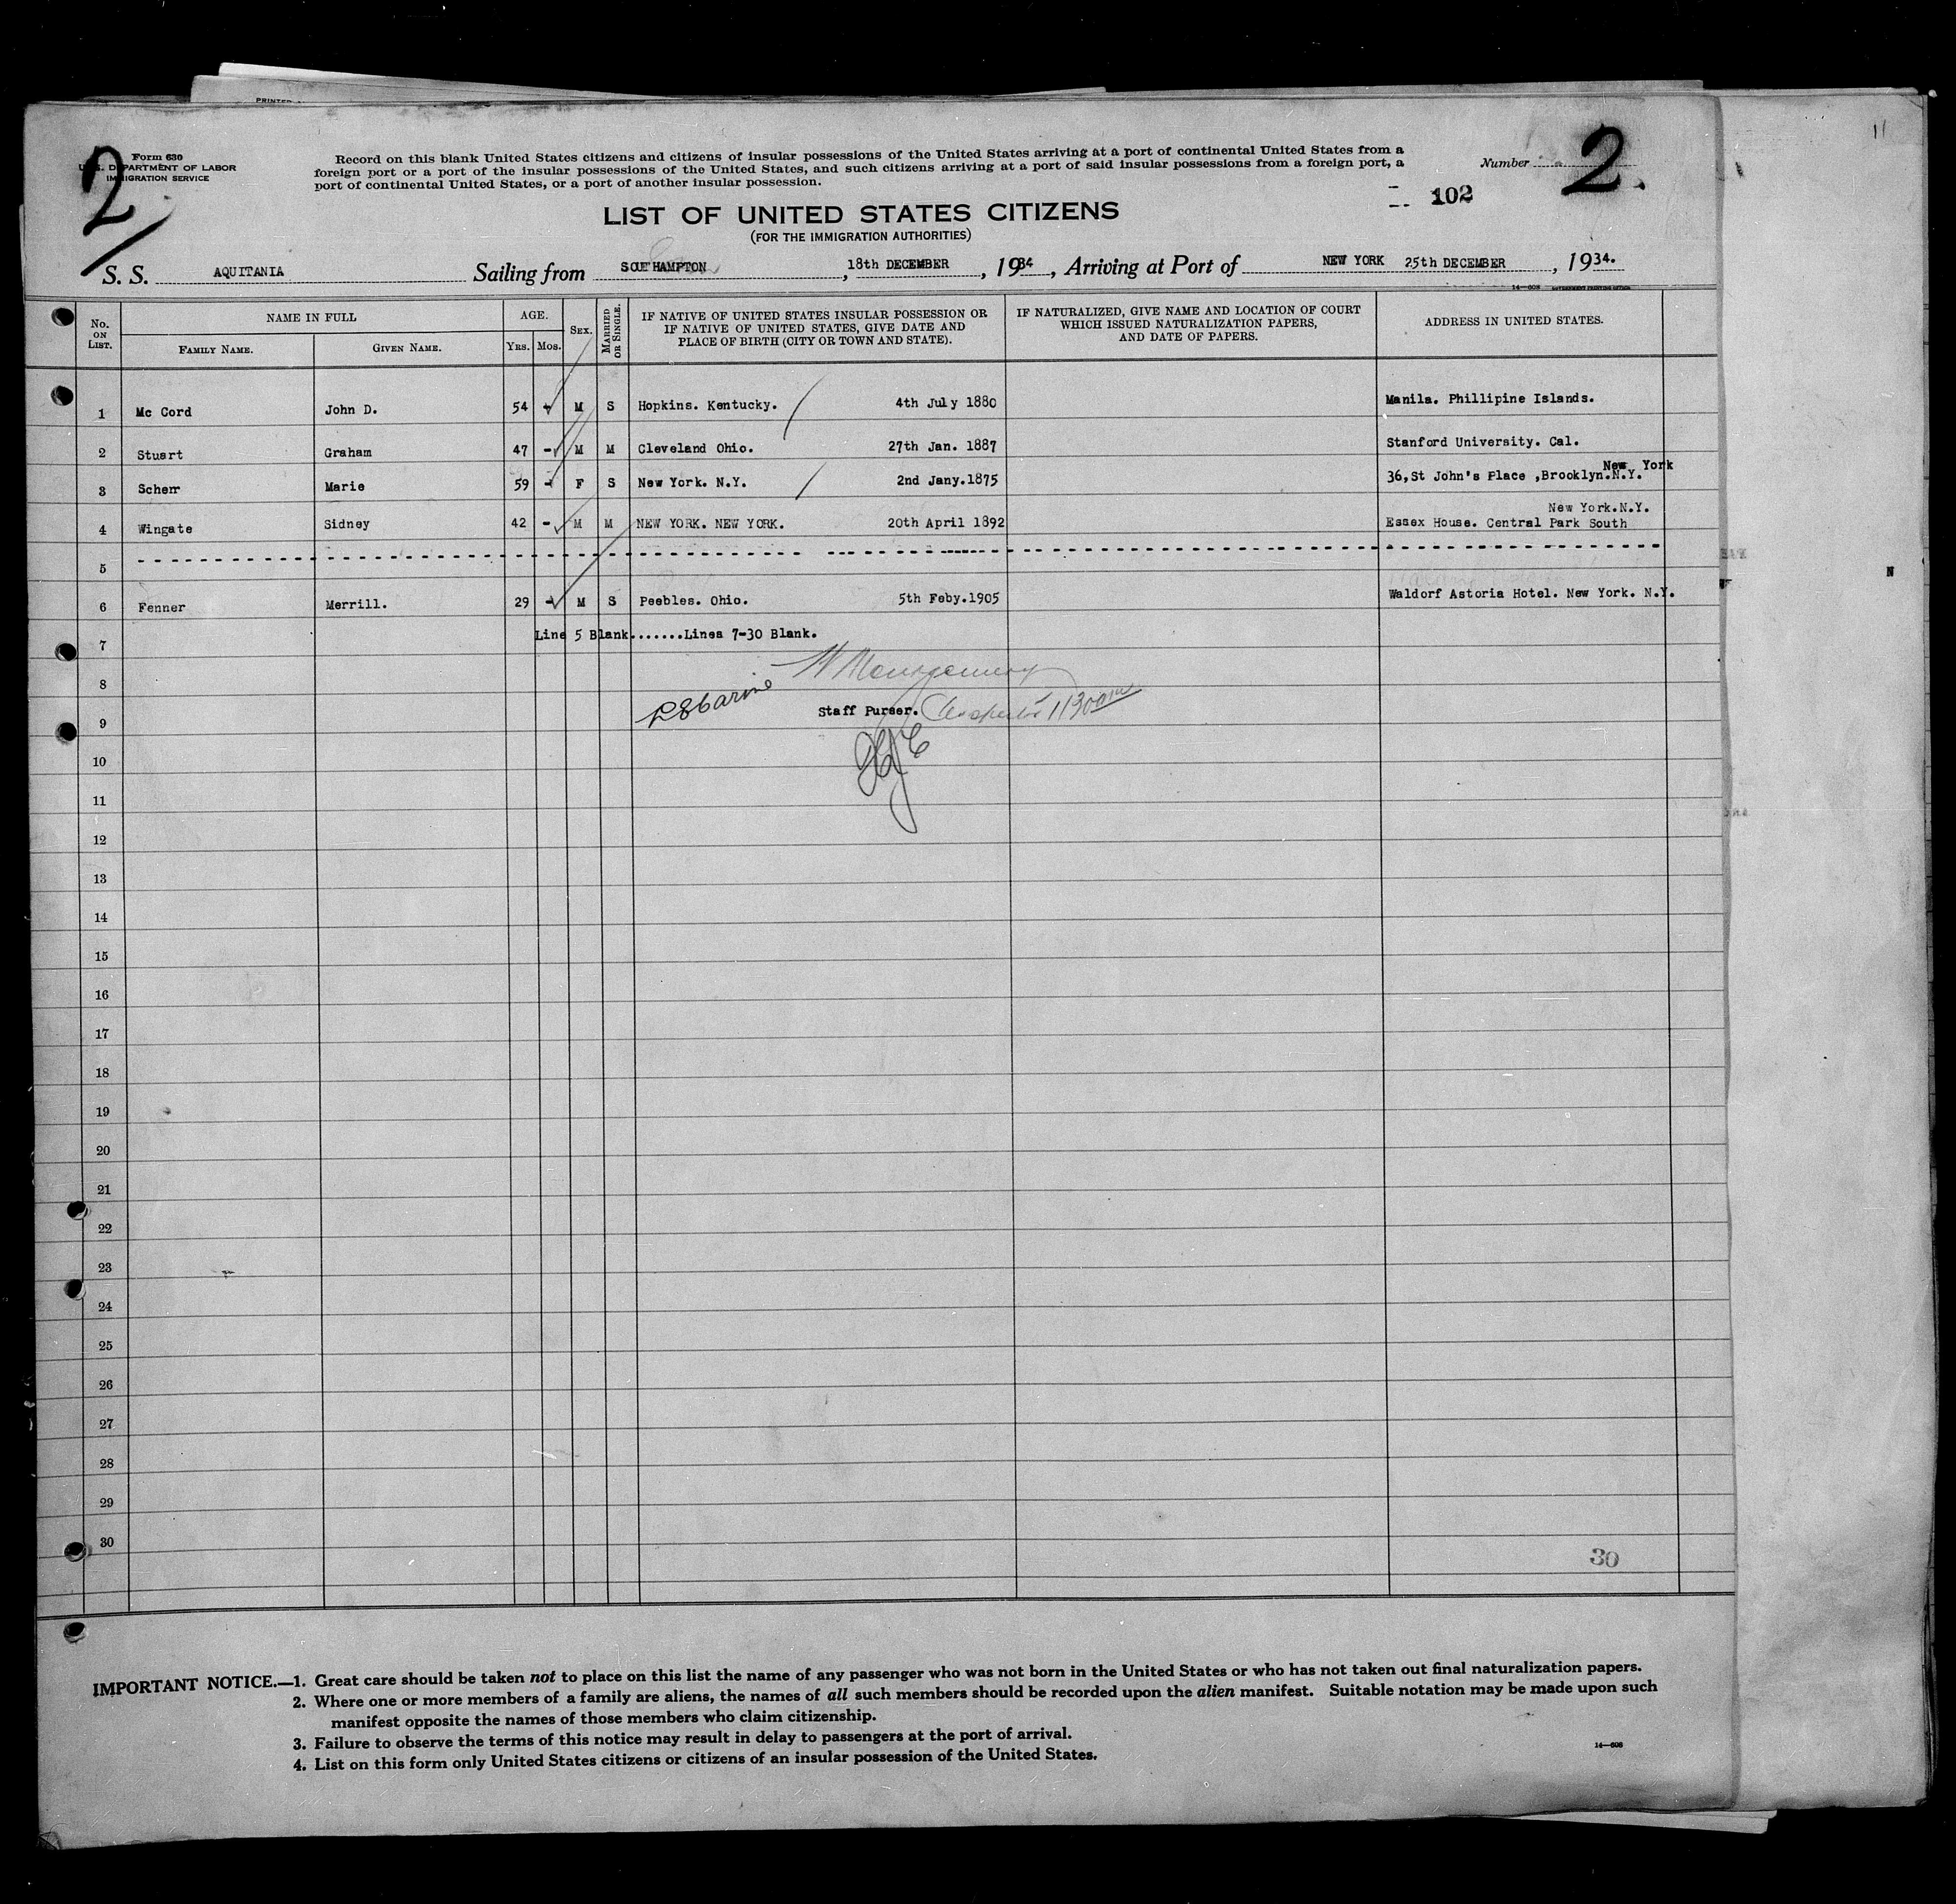 PRINTED
11
2
Form 630
U. S. DEPARTMENT OF LABOR
IMMIGRATION SERVICE
Record on this blank United States citizens and citizens of insular possessions of the United States arriving at a port of continental United States from a
foreign port or a port of the insular possessions of the United States, and such citizens arriving at a port of said insular possessions from a foreign port, a
port of continental United States, or a port of another insular possession.
Number 2.
102
LIST OF UNITED STATES CITIZENS
(FOR THE IMMIGRATION AUTHORITIES)
S. S. AQUITANIA Sailing from SOUTHAMPTON, 18th DECEMBER, 1934, Arriving at Port of NEW YORK 25th DECEMBER, 1934.
14—608 GOVERNMENT PRINTING OFFICE
No. ON LIST. NAME IN FULL AGE. SEX. MARRIED OR SINGLE. IF NATIVE OF UNITED STATES INSULAR POSSESSION OR IF NATIVE OF UNITED STATES, GIVE DATE AND PLACE OF BIRTH (CITY OR TOWN AND STATE). IF NATURALIZED, GIVE NAME AND LOCATION OF COURT WHICH ISSUED NATURALIZATION PAPERS, AND DATE OF PAPERS. ADDRESS IN UNITED STATES.
FAMILY NAME. GIVEN NAME. YRS. MOS.
1 Mc Cord John D. 54 - M S Hopkins. Kentucky. 4th July 1880 Manila. Phillipine Islands.
2 Stuart Graham 47 - M M Cleveland Ohio. 27th Jan. 1887 Stanford University. Cal.
New York
3 Scherr Marie 59 - F S New York. N.Y. 2nd Jany.1875 36,St John's Place ,Brooklyn.N.Y.
New York.N.Y.
4 Wingate Sidney 42 - M M NEW YORK. NEW YORK. 20th April 1892 Essex House. Central Park South
5
6 Fenner Merrill. 29 - M S Peebles. Ohio. 5th Feby.1905 Waldorf Astoria Hotel. New York. N.Y.
Line 5 Blank.......Lines 7-30 Blank.
7
8
W Montgomery
9 Staff Purser.
10
11
12
13
14
15
16
17
18
19
20
21
22
23
24
25
26
27
28
29
30
30
IMPORTANT NOTICE.—1. Great care should be taken not to place on this list the name of any passenger who was not born in the United States or who has not taken out final naturalization papers.
2. Where one or more members of a family are aliens, the names of all such members should be recorded upon the alien manifest. Suitable notation may be made upon such
manifest opposite the names of those members who claim citizenship.
3. Failure to observe the terms of this notice may result in delay to passengers at the port of arrival.
4. List on this form only United States citizens or citizens of an insular possession of the United States.
14—608